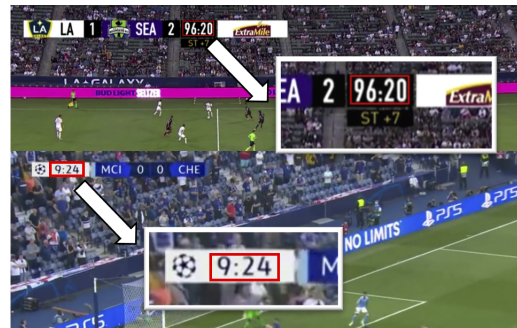 LA 1 SEA 2 96:20 ExtraMile
ST +7
LA GALAXY
BUD LIGHT
EA 2 96:20
ST +7
9:24 MCI 0 0 CHE
NO LIMITS PS5 PS5
9:24 M
PS5